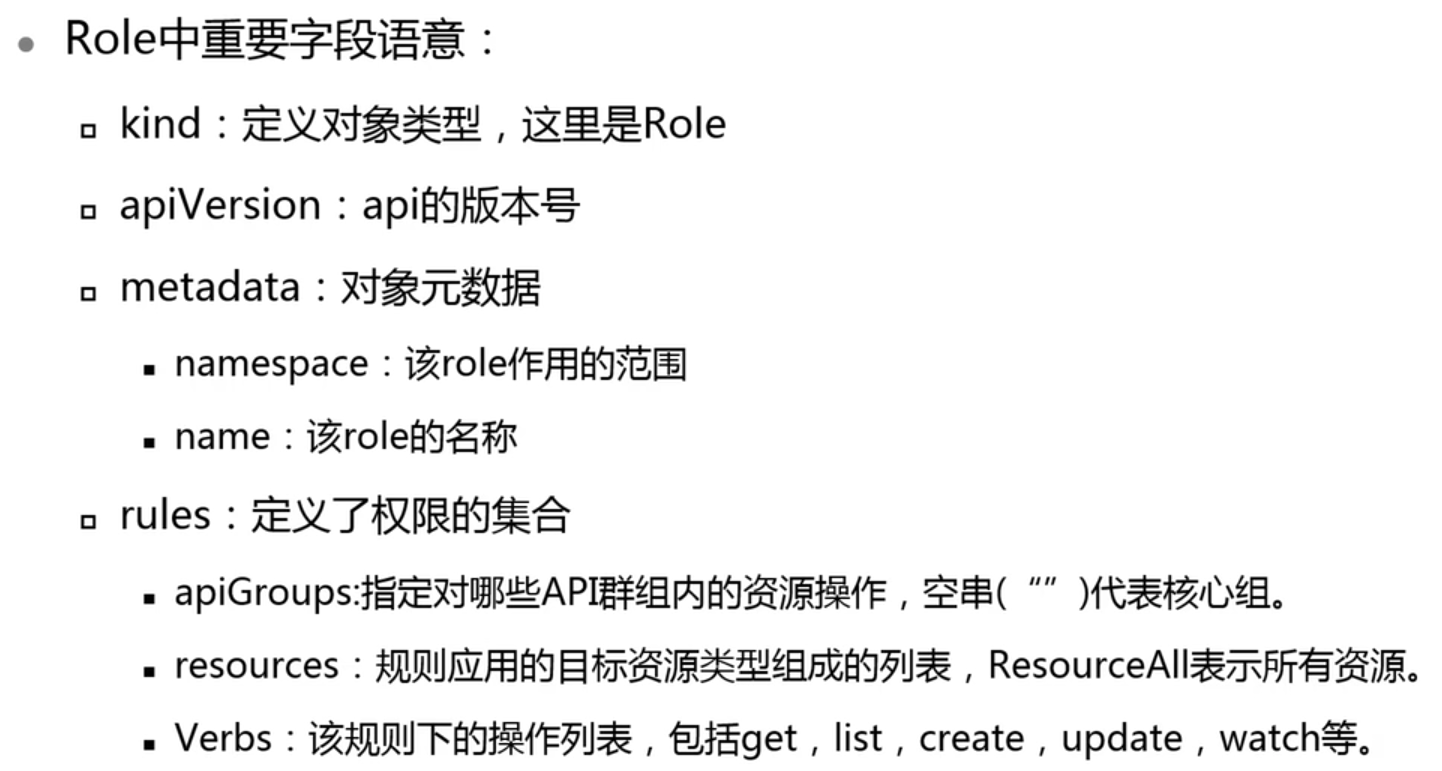 Role中重要字段语意：
kind：定义对象类型，这里是Role
apiVersion：api的版本号
metadata：对象元数据
namespace：该role作用的范围
name：该role的名称
rules：定义了权限的集合
apiGroups:指定对哪些API群组内的资源操作，空串(“”)代表核心组。
resources：规则应用的目标资源类型组成的列表，ResourceAll表示所有资源。
Verbs：该规则下的操作列表，包括get，list，create，update，watch等。